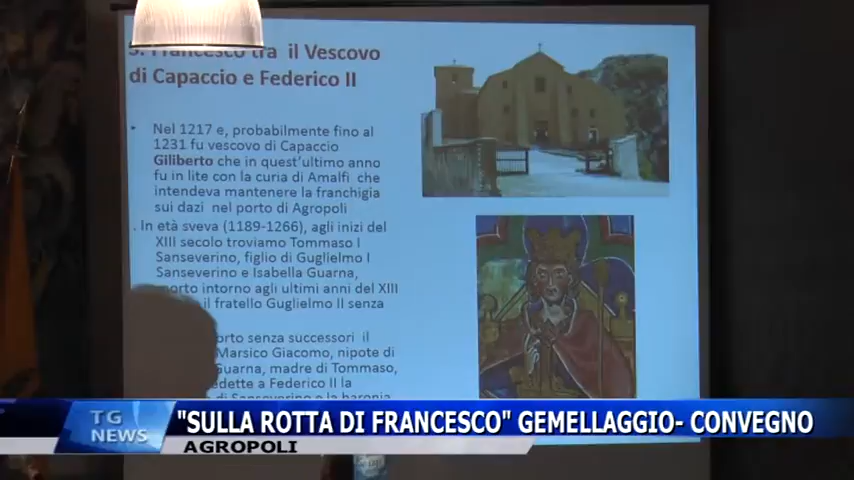 S. Francesco tra il Vescovo
di Capaccio e Federico II
Nel 1217 e, probabilmente fino al
1231 fu vescovo di Capaccio
Giliberto che in quest'ultimo anno
fu in lite con la curia di Amalfi che
intendeva mantenere la franchigia
sui dazi nel porto di Agropoli
. In età sveva (1189-1266), agli inizi del
XIII secolo troviamo Tommaso I
Sanseverino, figlio di Guglielmo I
Sanseverino e Isabella Guarna,
intorno agli ultimi anni del XIII
il fratello Guglielmo II senza
senza successori il
Marsico Giacomo, nipote di
Guarna, madre di Tommaso,
a Federico II la
di Sanseverino e la baronia
TG
NEWS
"SULLA ROTTA DI FRANCESCO" GEMELLAGGIO- CONVEGNO
AGROPOLI